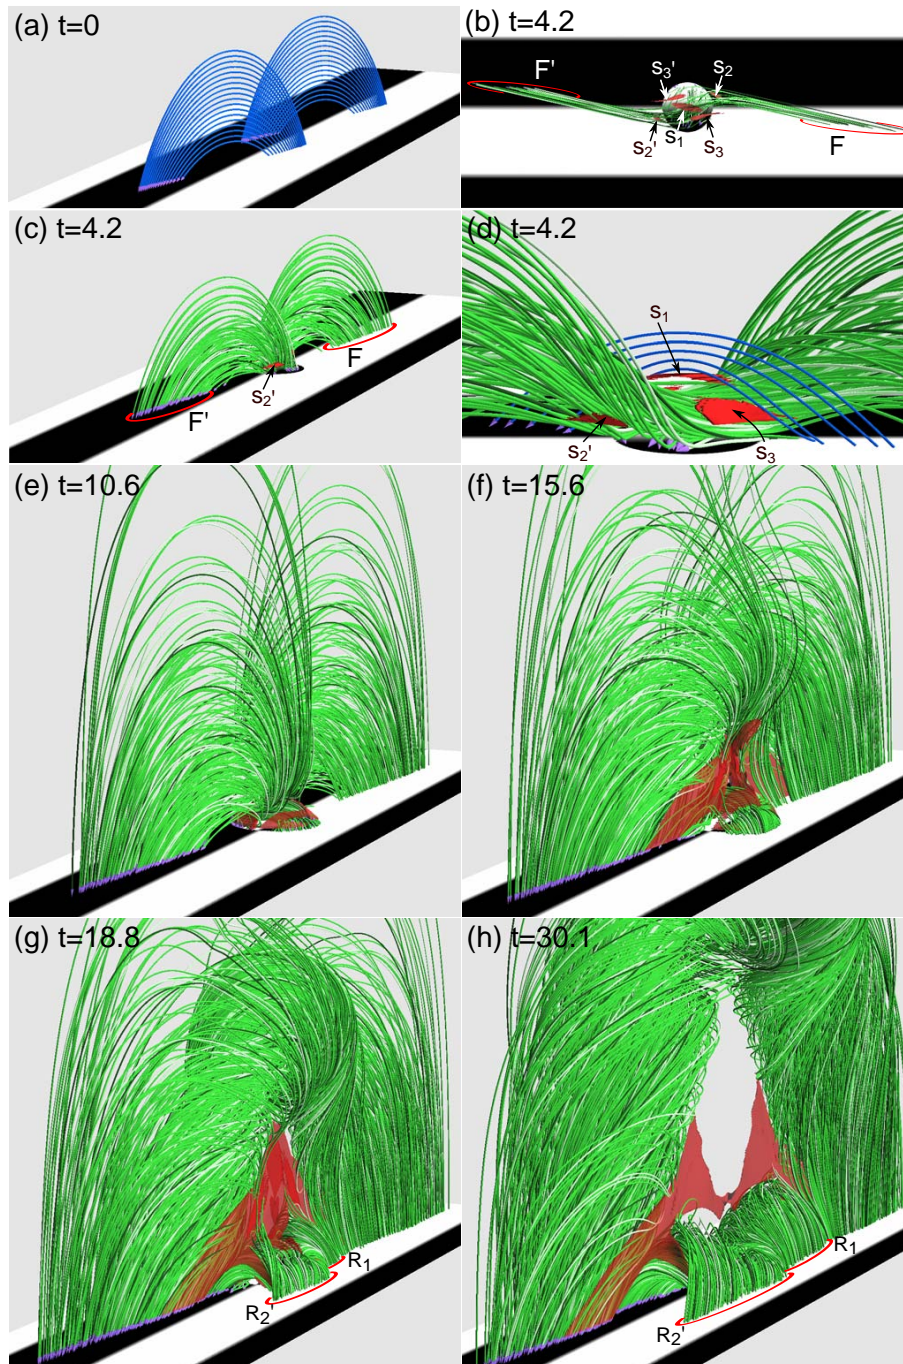 (a) t=0
(b) t=4.2
F'
s3'
s2
s2'
s1
s3
F
(c) t=4.2
F
s2'
F'
(d) t=4.2
s1
s2'
s3
(e) t=10.6
(f) t=15.6
(g) t=18.8
R1
R2'
(h) t=30.1
R1
R2'